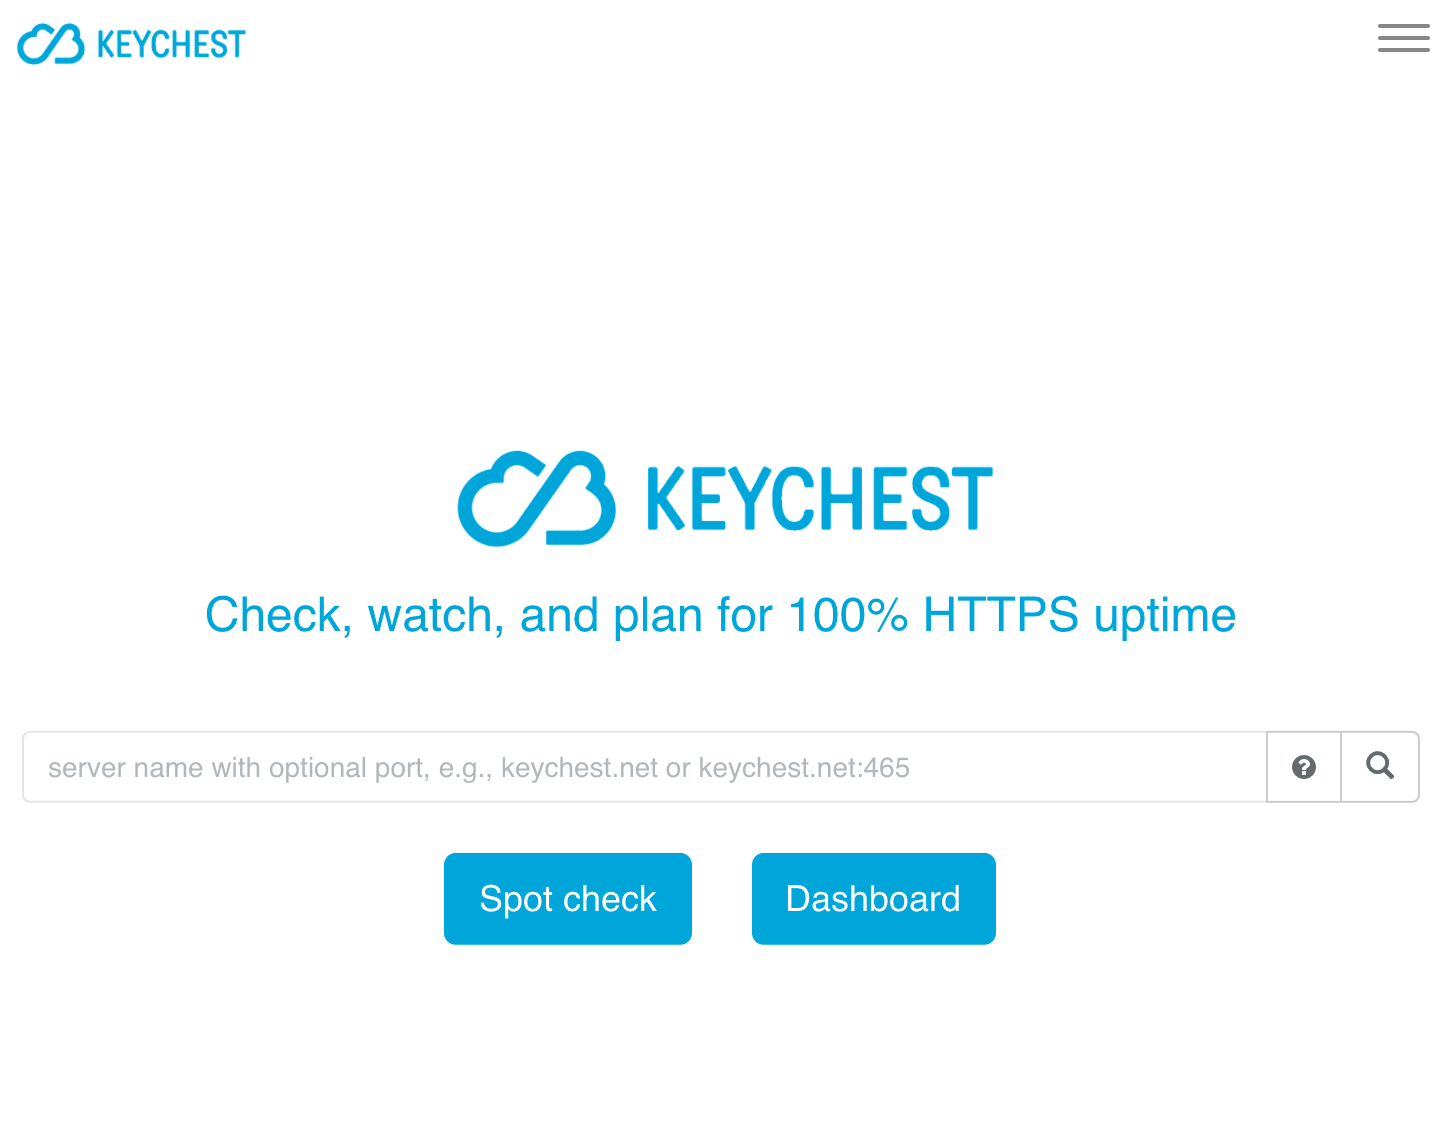 KEYCHEST
KEYCHEST
Check, watch, and plan for 100% HTTPS uptime
server name with optional port, e.g., keychest.net or keychest.net:465
Spot check
Dashboard